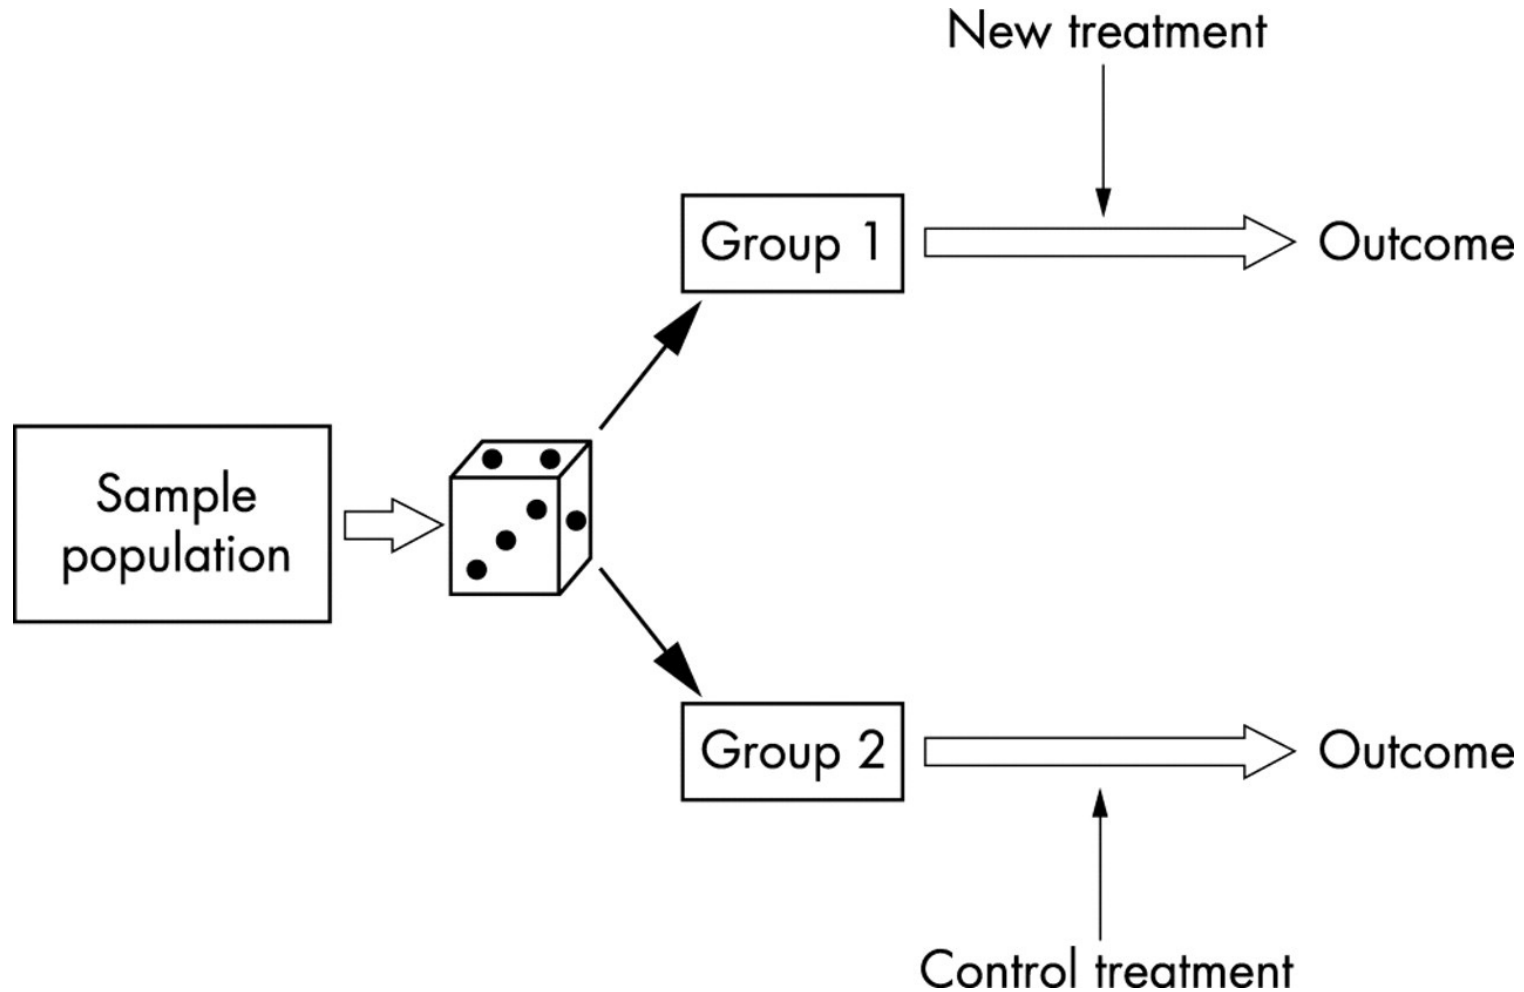 New treatment
Group 1
Outcome
Sample
population
Group 2
Outcome
Control treatment